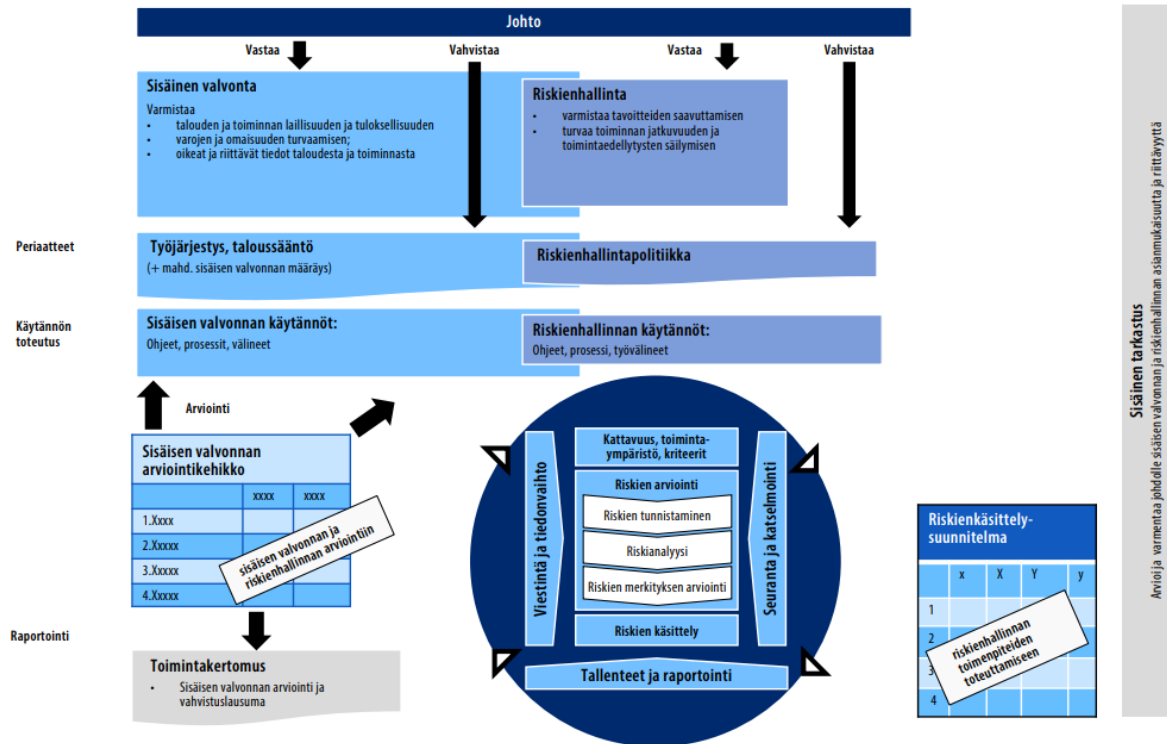 Johto
Vastaa
Vahvistaa
Vastaa
Vahvistaa
Sisäinen valvonta
Varmistaa
• talouden ja toiminnan laillisuuden ja tuloksellisuuden
• varojen ja omaisuuden turvaamisen;
• oikeat ja riittävät tiedot taloudesta ja toiminnasta
Riskienhallinta
• varmistaa tavoitteiden saavuttamisen
• turvaa toiminnan jatkuvuuden ja
toimintaedellytysten säilymisen
Periaatteet
Työjärjestys, taloussääntö
(+ mahd. sisäisen valvonnan määräys)
Riskienhallintapolitiikka
Käytännön
toteutus
Sisäisen valvonnan käytännöt:
Ohjeet, prosessit, välineet
Riskienhallinnan käytännöt:
Ohjeet, prosessi, työvälineet
Arviointi
Sisäisen valvonnan
arviointikehikko
xxxx xxxx
1.Xxxx
2.Xxxxx
3.Xxxxx
4.Xxxxx
sisäisen valvonnan ja
riskienhallinnan arviointiin
Raportointi
Toimintakertomus
• Sisäisen valvonnan arviointi ja
vahvistuslausuma
Viestintä ja tiedonvaihto
Kattavuus, toiminta-
ympäristö, kriteerit
Riskien arviointi
Riskien tunnistaminen
Riskianalyysi
Riskien merkityksen arviointi
Riskien käsittely
Seuranta ja katselmointi
Tallenteet ja raportointi
Riskienkäsittely-
suunnitelma
x X Y y
1
2
3
4
riskienhallinnan
toimenpiteiden
toteuttamiseen
Sisäinen tarkastus
Arvioi ja varmentaa johdolle sisäisen valvonnan ja riskienhallinnan asianmukaisuutta ja riittävyyttä